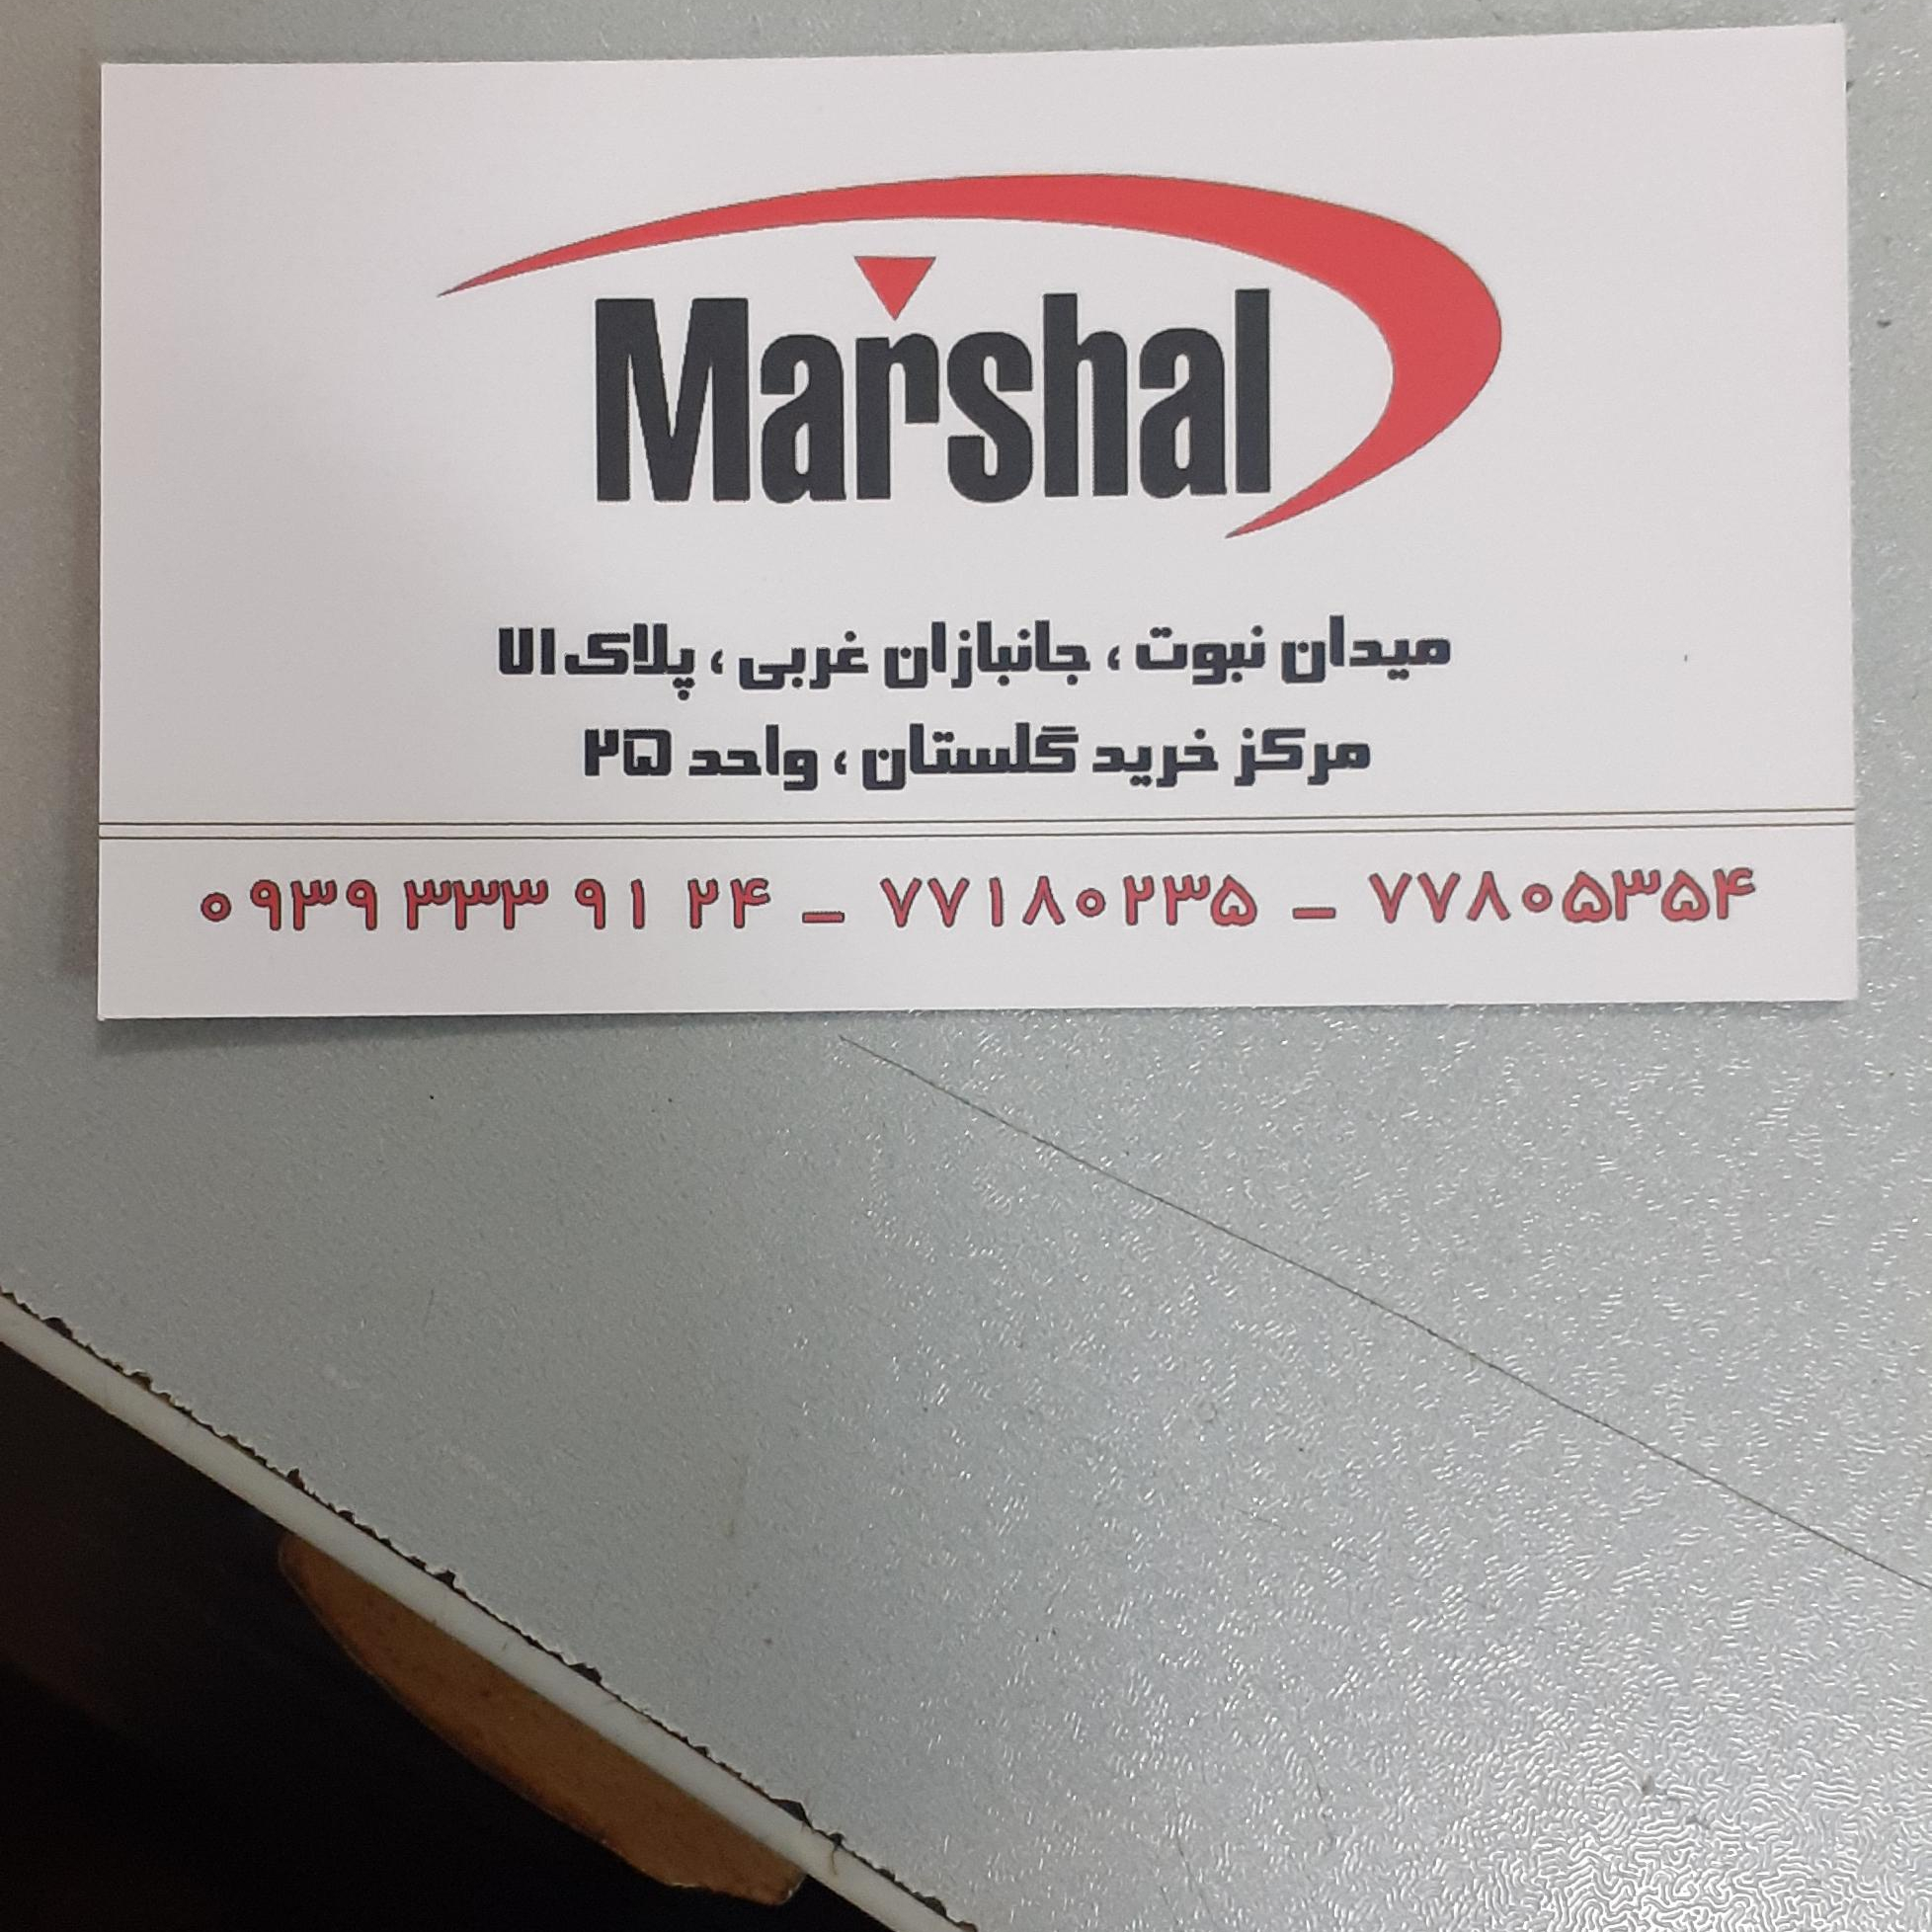 Marshal
میدان نبوت ، جانبازان غربی ، پلاک ۷۱
مرکز خرید گلستان ، واحد ۲۵
۰۹۳۹ ۳۳۳ ۹۱ ۲۴ - ۷۷۱۸۰۲۳۵ - ۷۷۸۰۵۳۵۴